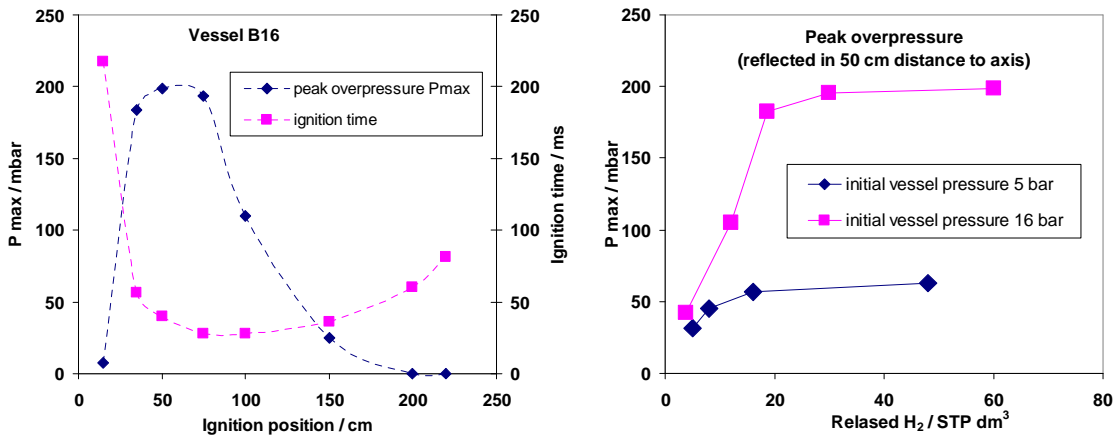 Vessel B16
peak overpressure Pmax
ignition time
P max / mbar
250
200
150
100
50
0
Ignition time / ms
250
200
150
100
50
0
0 50 100 150 200 250
Ignition position / cm
Peak overpressure
(reflected in 50 cm distance to axis)
initial vessel pressure 5 bar
initial vessel pressure 16 bar
P max / mbar
250
200
150
100
50
0
0 20 40 60 80
Relased H₂ / STP dm³